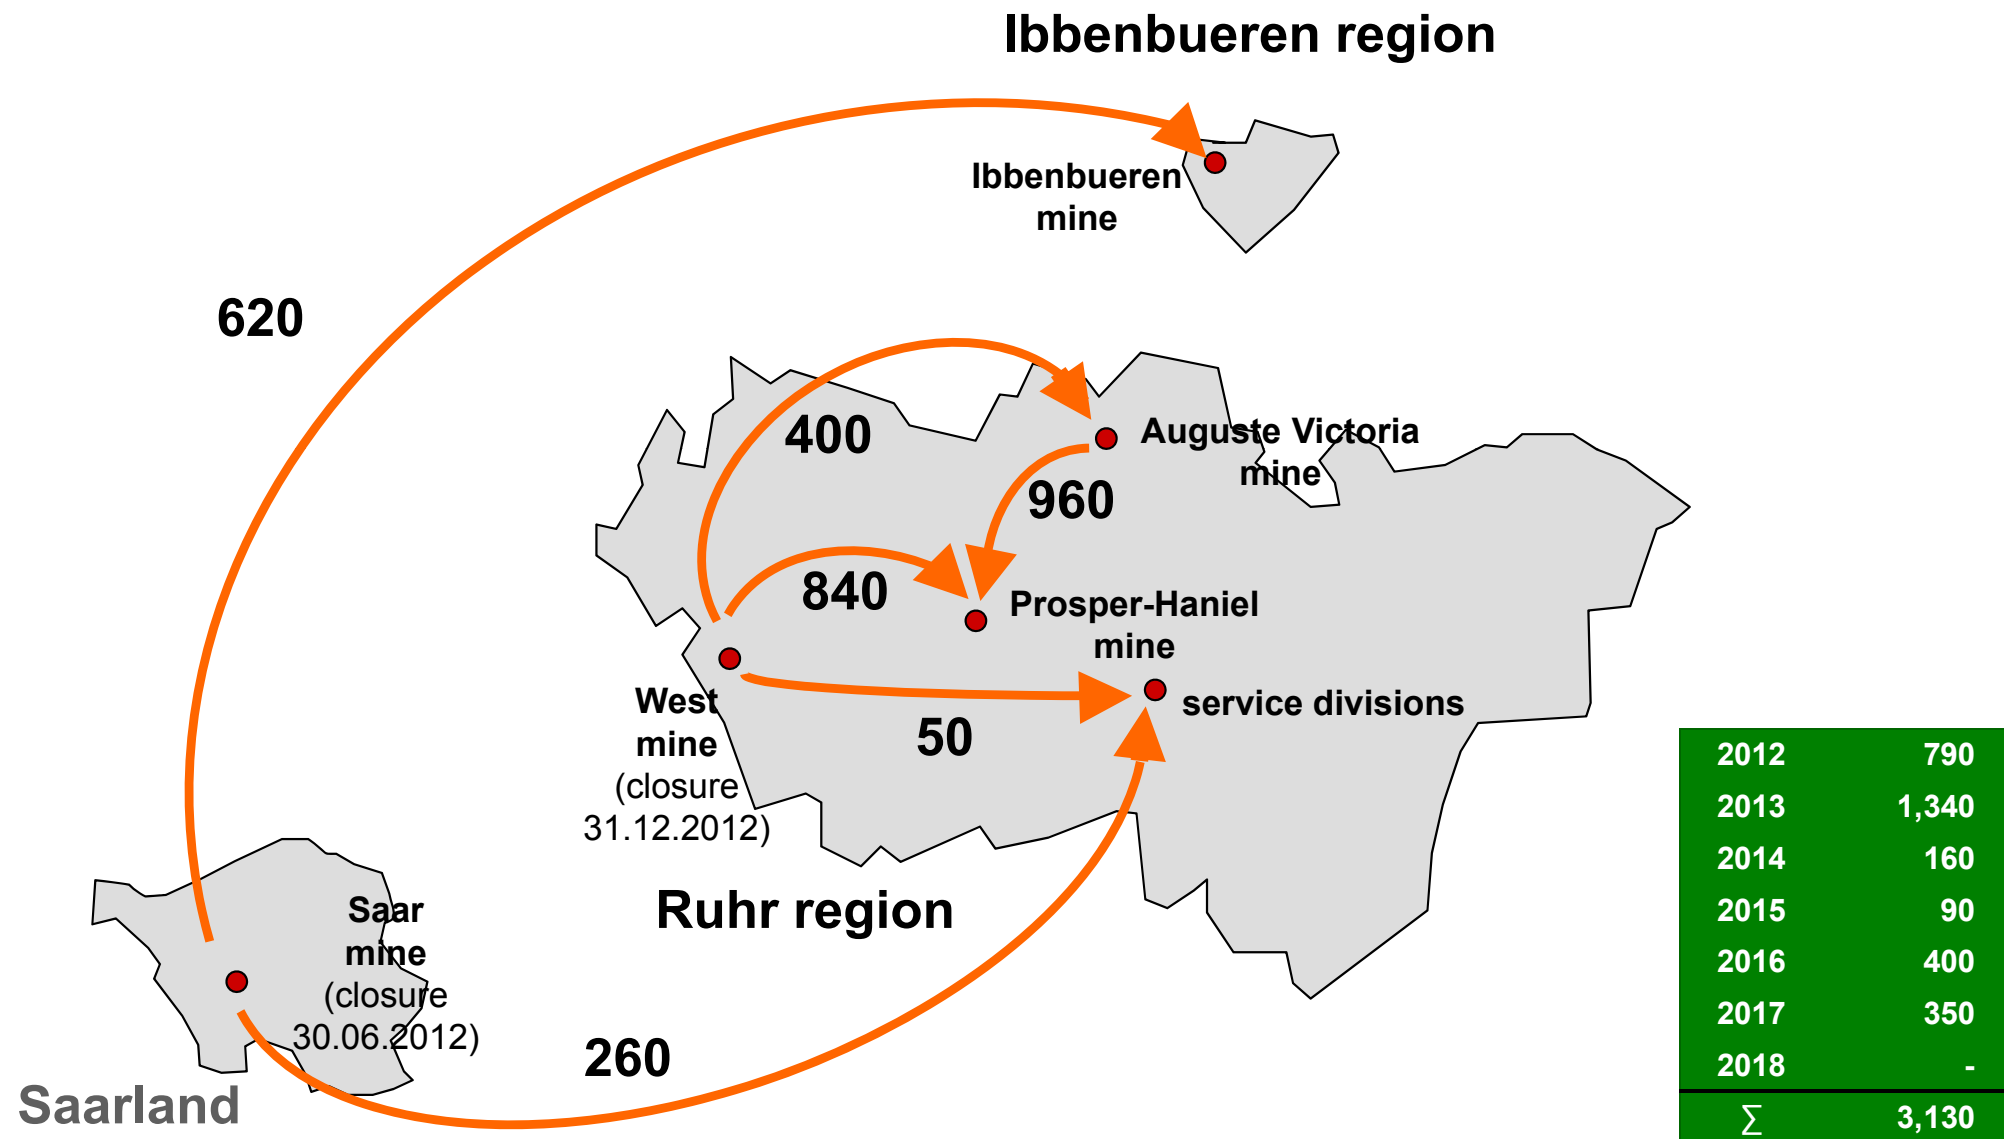 Ibbenbueren region
Ibbenbueren
mine
620
400
Auguste Victoria
mine
960
840
Prosper-Haniel
mine
West
mine
(closure
31.12.2012)
service divisions
50
Ruhr region
Saar
mine
(closure
30.06.2012)
260
Saarland
2012 790
2013 1,340
2014 160
2015 90
2016 400
2017 350
2018 -
∑ 3,130